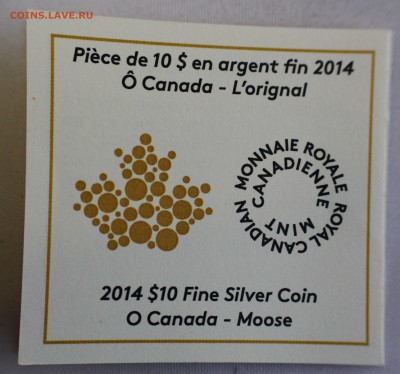 COINS.LAVE.RU
Pièce de 10 $ en argent fin 2014
Ô Canada - L'orignal
MONNAIE ROYALE CANADIENNE
ROYAL CANADIAN MINT
2014 $10 Fine Silver Coin
O Canada - Moose